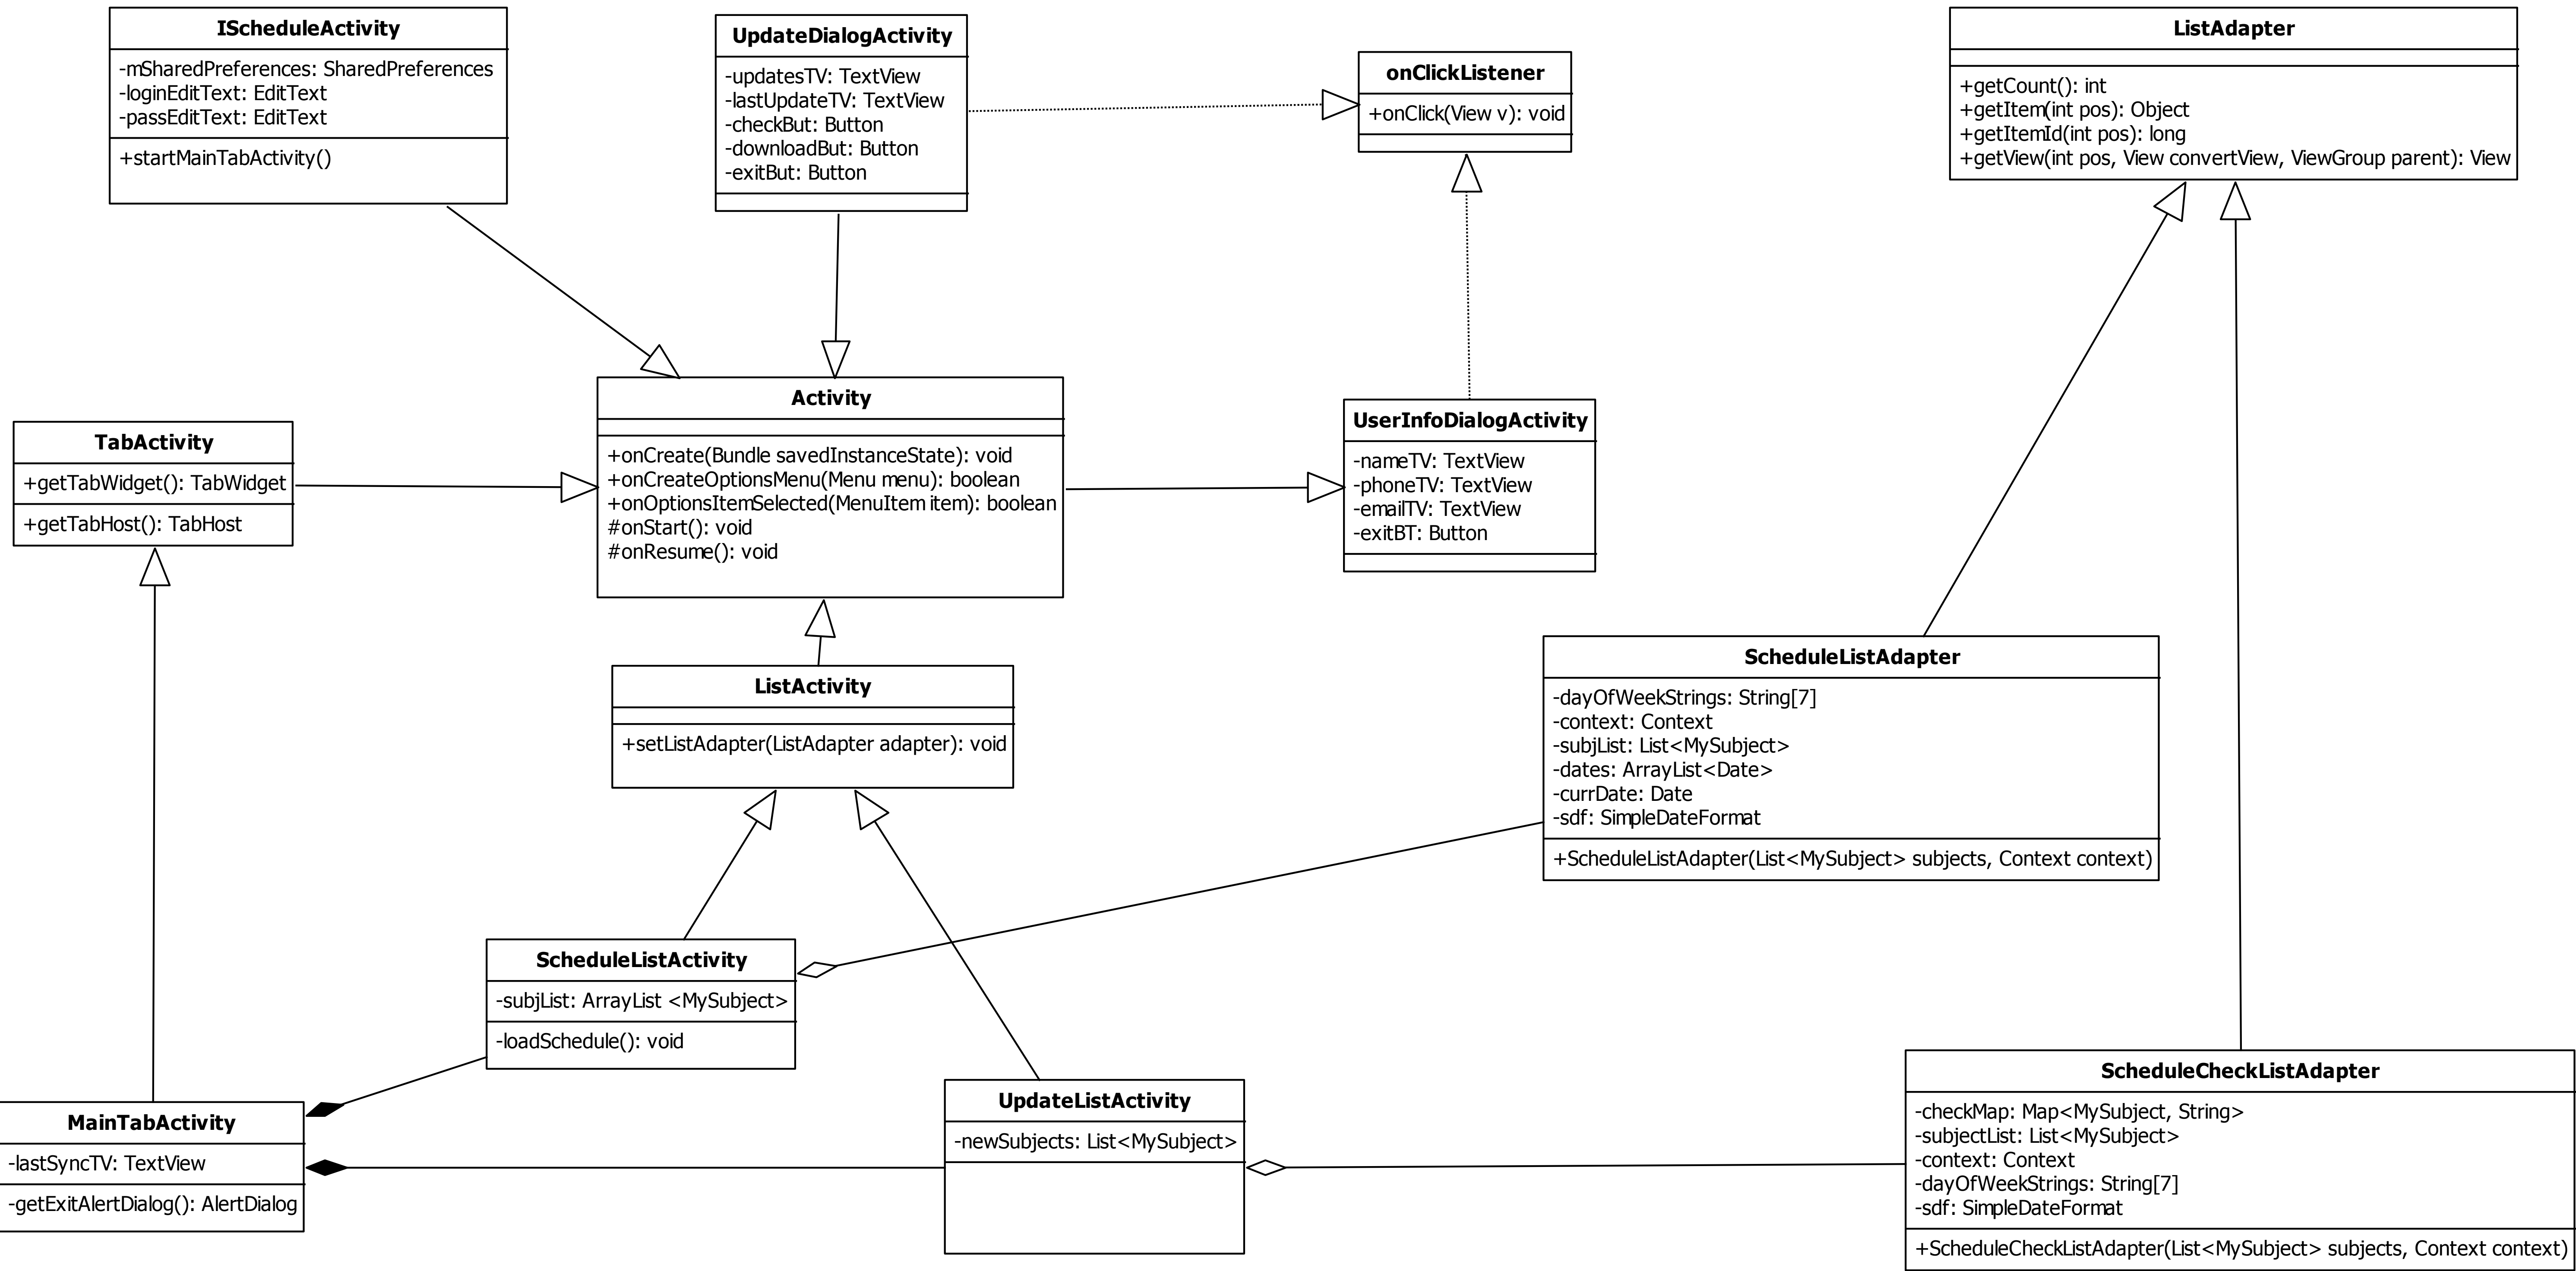 IScheduleActivity
-mSharedPreferences: SharedPreferences
-loginEditText: EditText
-passEditText: EditText
+startMainTabActivity()
UpdateDialogActivity
-updatesTV: TextView
-lastUpdateTV: TextView
-checkBut: Button
-downloadBut: Button
-exitBut: Button
onClickListener
+onClick(View v): void
ListAdapter
+getCount(): int
+getItem(int pos): Object
+getItemId(int pos): long
+getView(int pos, View convertView, ViewGroup parent): View
TabActivity
+getTabWidget(): TabWidget
+getTabHost(): TabHost
Activity
+onCreate(Bundle savedInstanceState): void
+onCreateOptionsMenu(Menu menu): boolean
+onOptionsItemSelected(MenuItem item): boolean
#onStart(): void
#onResume(): void
UserInfoDialogActivity
-nameTV: TextView
-phoneTV: TextView
-emailTV: TextView
-exitBT: Button
ListActivity
+setListAdapter(ListAdapter adapter): void
ScheduleListAdapter
-dayOfWeekStrings: String[7]
-context: Context
-subjList: List<MySubject>
-dates: ArrayList<Date>
-currDate: Date
-sdf: SimpleDateFormat
+ScheduleListAdapter(List<MySubject> subjects, Context context)
ScheduleListActivity
-subjList: ArrayList <MySubject>
-loadSchedule(): void
MainTabActivity
-lastSyncTV: TextView
-getExitAlertDialog(): AlertDialog
UpdateListActivity
-newSubjects: List<MySubject>
ScheduleCheckListAdapter
-checkMap: Map<MySubject, String>
-subjectList: List<MySubject>
-context: Context
-dayOfWeekStrings: String[7]
-sdf: SimpleDateFormat
+ScheduleCheckListAdapter(List<MySubject> subjects, Context context)